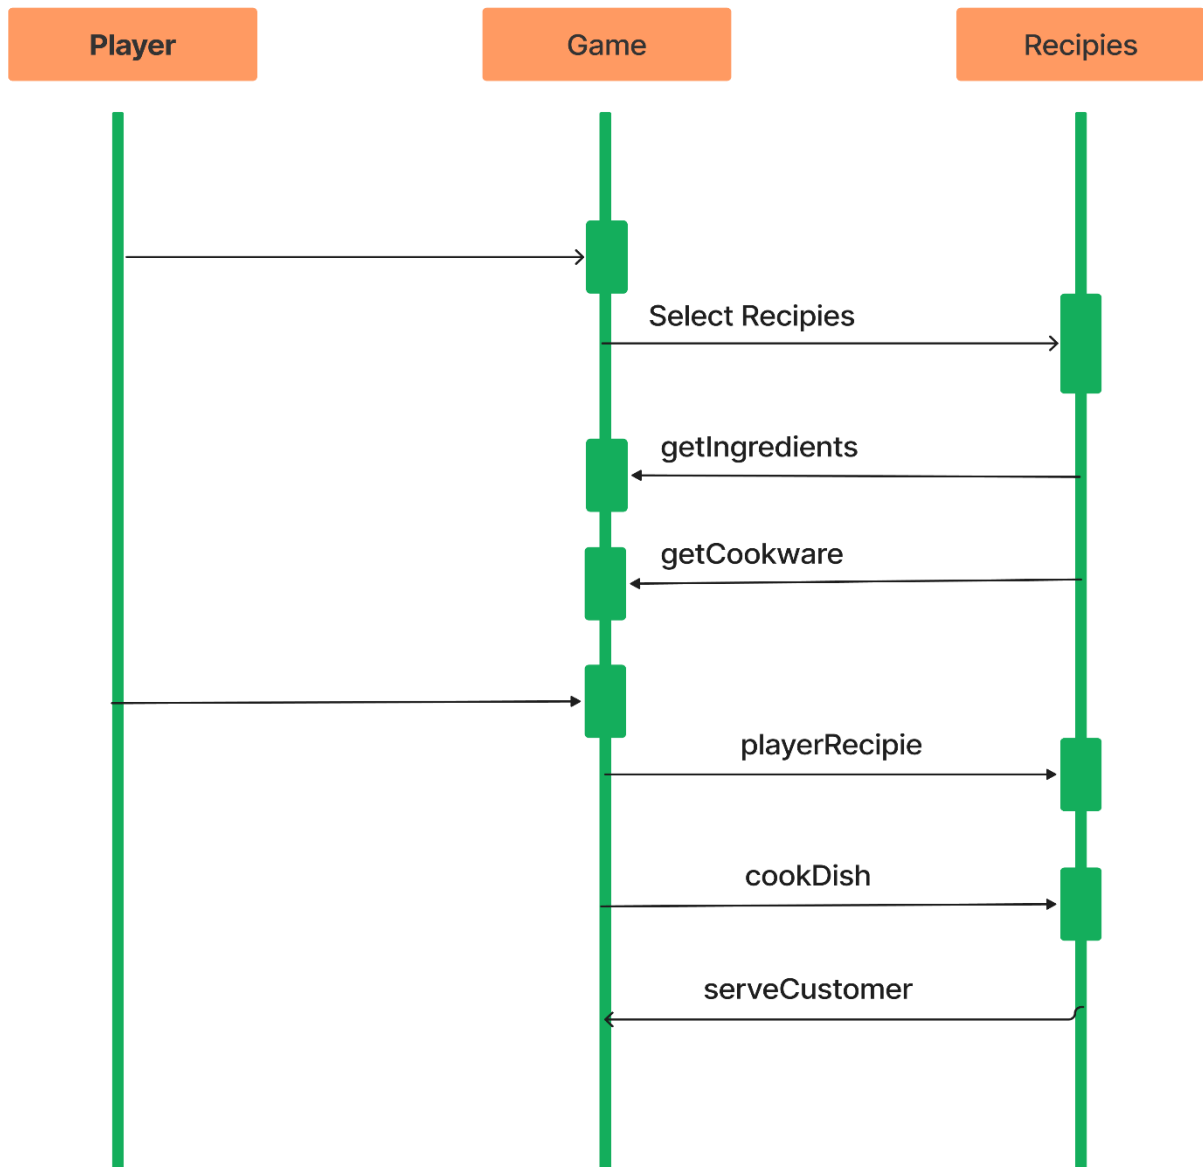 Player
Game
Recipies
Select Recipies
getIngredients
getCookware
playerRecipie
cookDish
serveCustomer